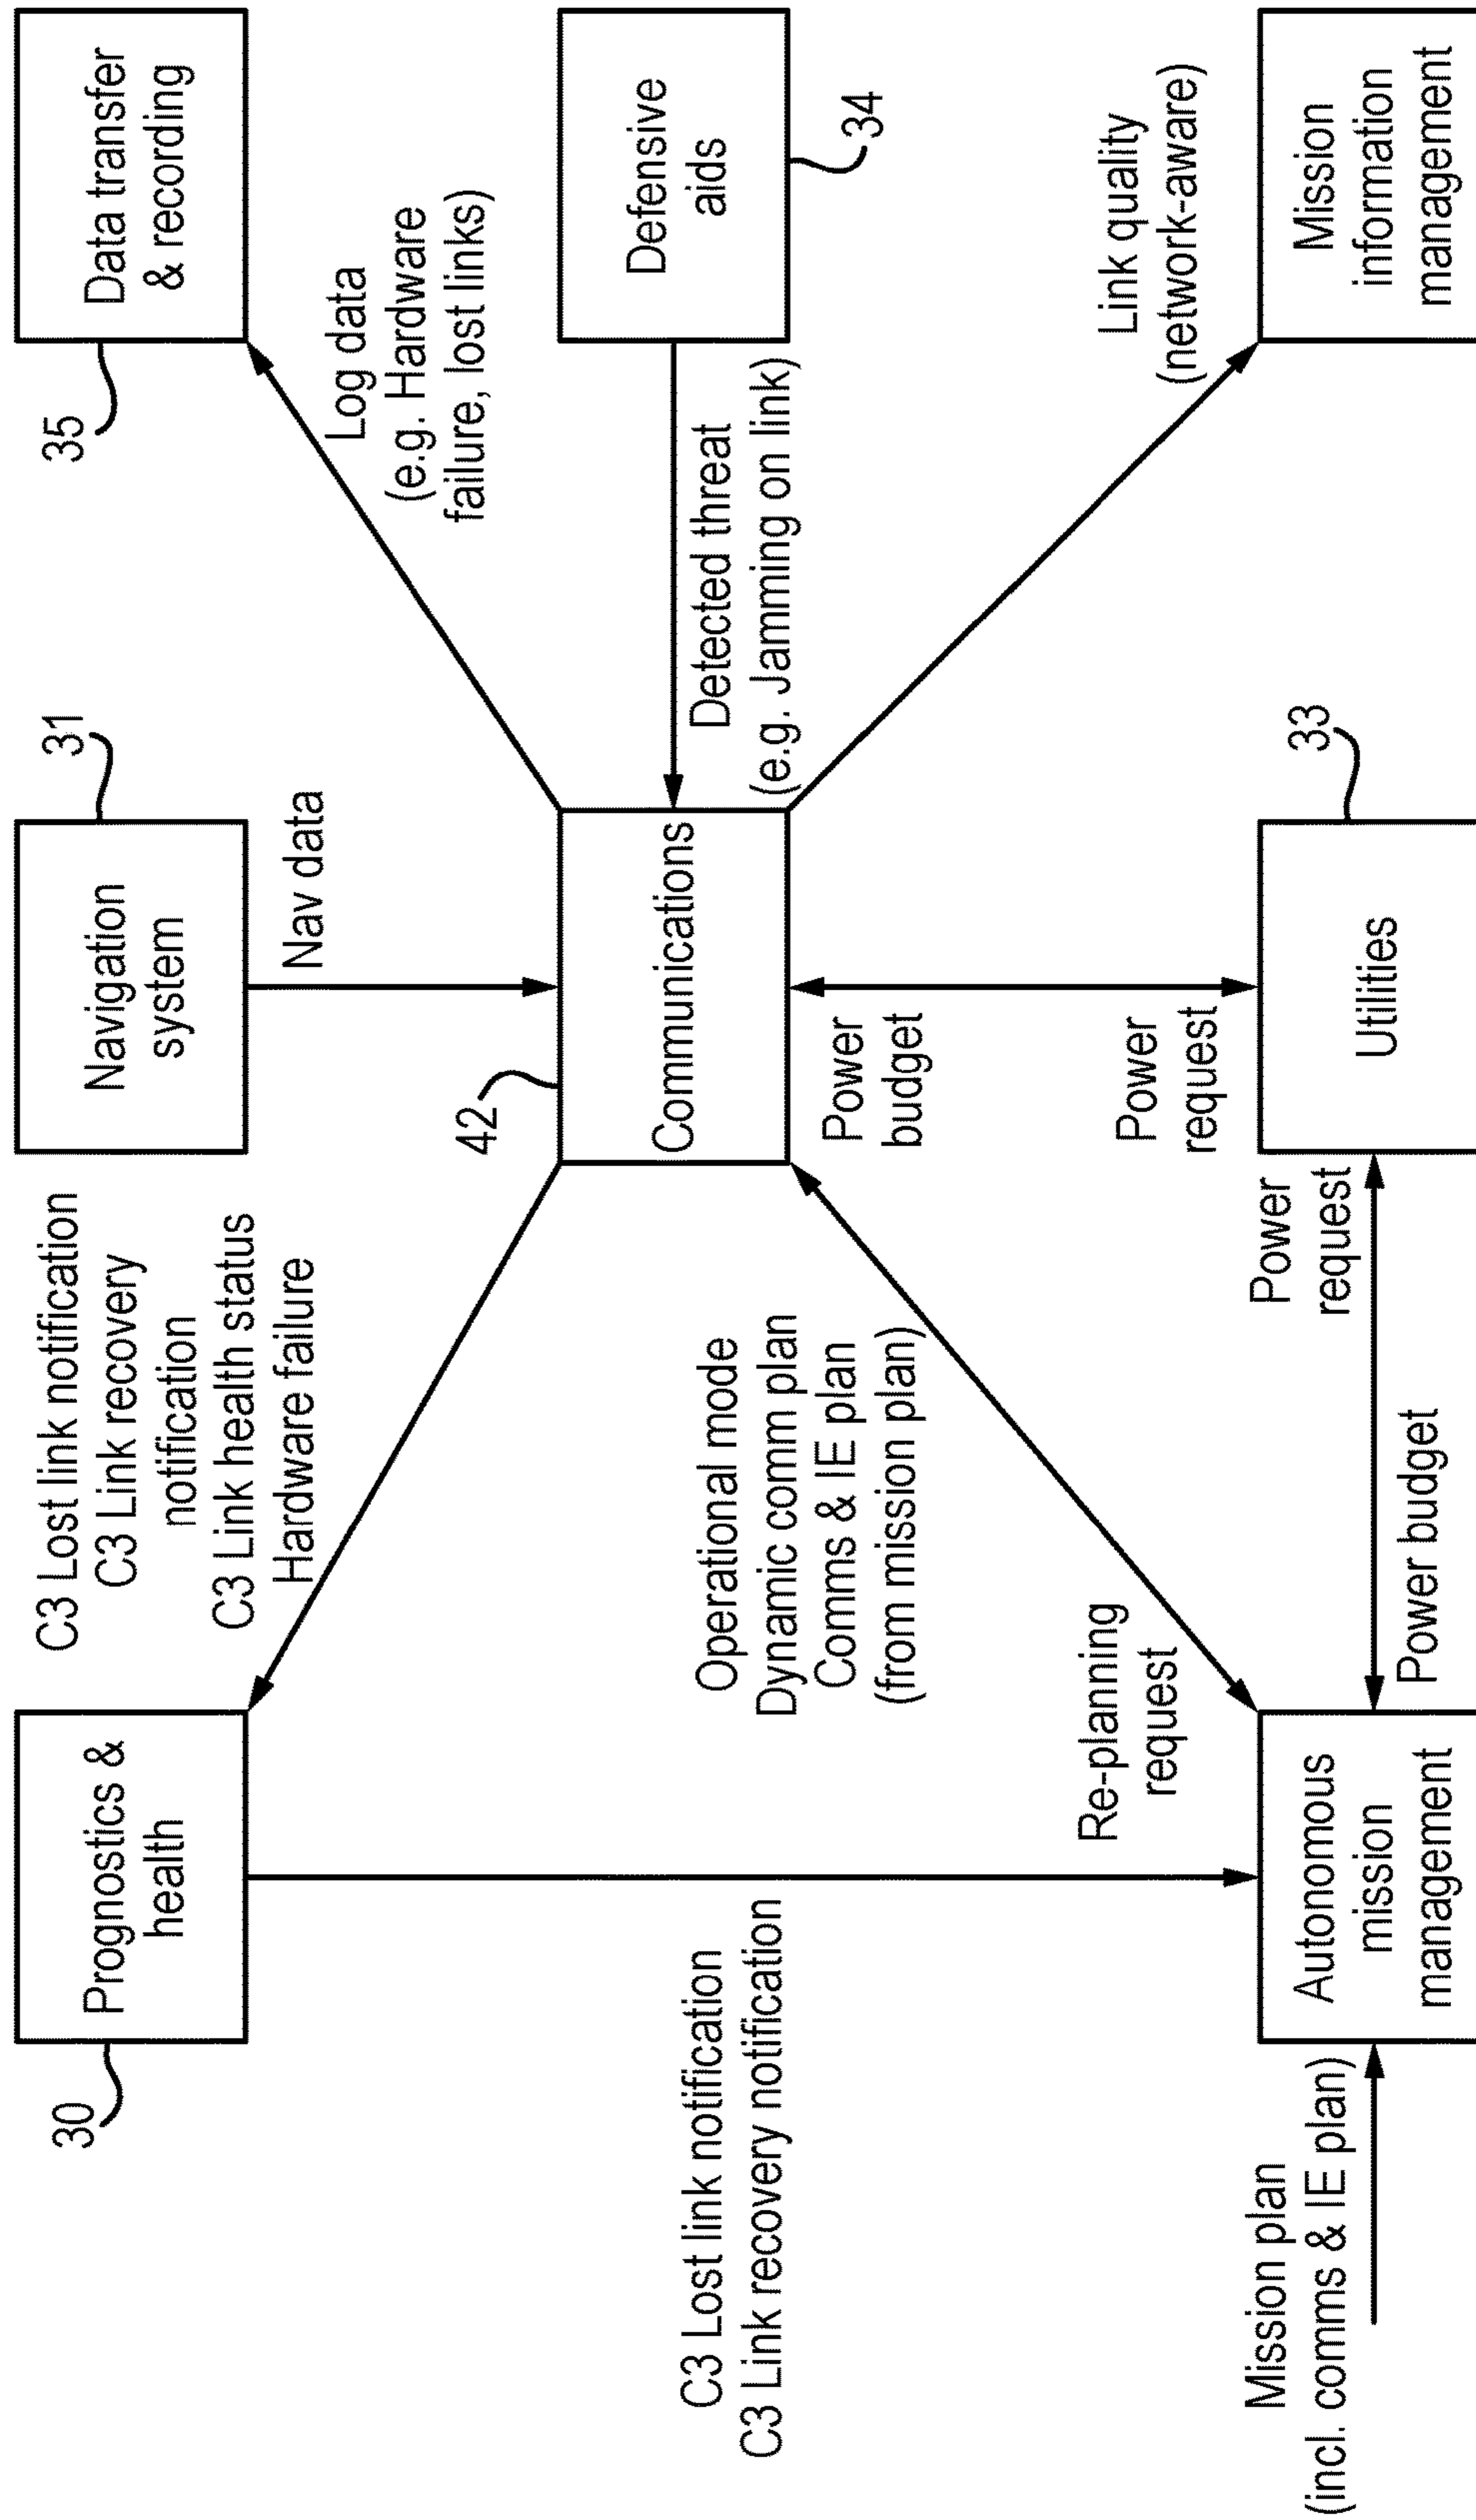 30
Prognostics &
health
C3 Lost link notification
C3 Link recovery
notification
C3 Link health status
Hardware failure
Navigation
system
31
Nav data
35
Data transfer
& recording
Log data
(e.g. Hardware
failure, lost links)
C3 Lost link notification
C3 Link recovery notification
Operational mode
Dynamic comm plan
Comms & IE plan
(from mission plan)
42
Communications
Detected threat
(e.g. Jamming on link)
Defensive
aids
34
Re-planning
request
Power
budget
Power
request
Link quality
(network-aware)
Mission plan
(incl. comms & IE plan)
Autonomous
mission
management
Power budget
Power
request
Utilities
33
Mission
information
management